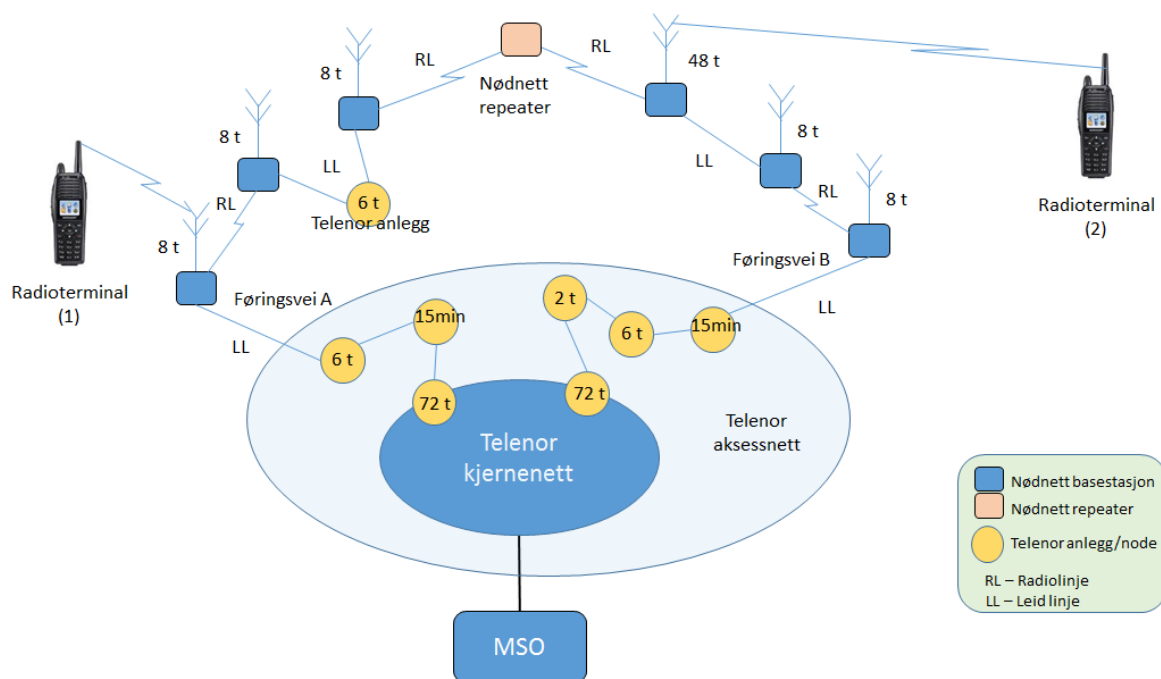 RL
RL
8 t
48 t
Nødnett
repeater
8 t
8 t
LL
LL
RL
RL
6 t
Telenor anlegg
8 t
8 t
Radioterminal
(1)
Radioterminal
(2)
Føringsvei A
Føringsvei B
LL
LL
15min
2 t
6 t
15min
6 t
72 t
72 t
Telenor
kjernenett
Telenor
aksessnett
MSO
Nødnett basestasjon
Nødnett repeater
Telenor anlegg/node
RL – Radiolinje
LL – Leid linje